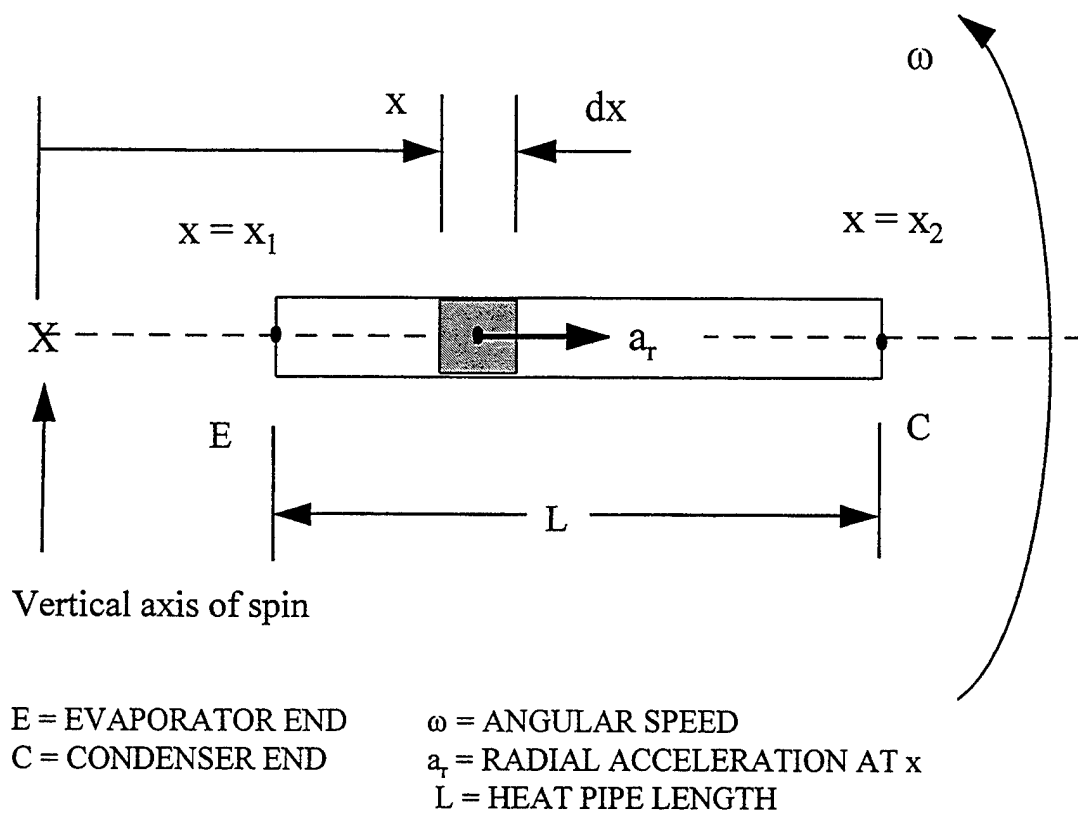 ω
x dx
x = x₁ x = x₂
X aᵣ
E C
L
Vertical axis of spin
E = EVAPORATOR END ω = ANGULAR SPEED
C = CONDENSER END aᵣ = RADIAL ACCELERATION AT x
L = HEAT PIPE LENGTH